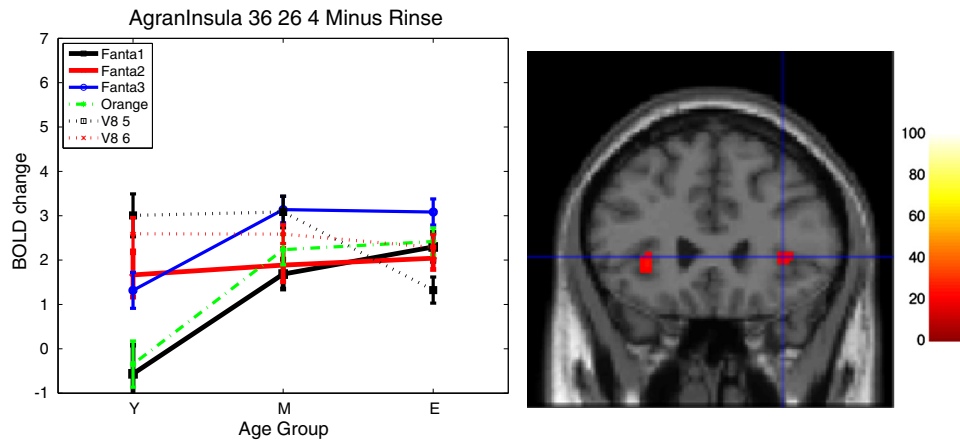 AgranInsula 36 26 4 Minus Rinse
7
6
5
4
3
2
1
0
-1
BOLD change
Fanta1
Fanta2
Fanta3
Orange
V8 5
V8 6
Y
M
E
Age Group
100
80
60
40
20
0